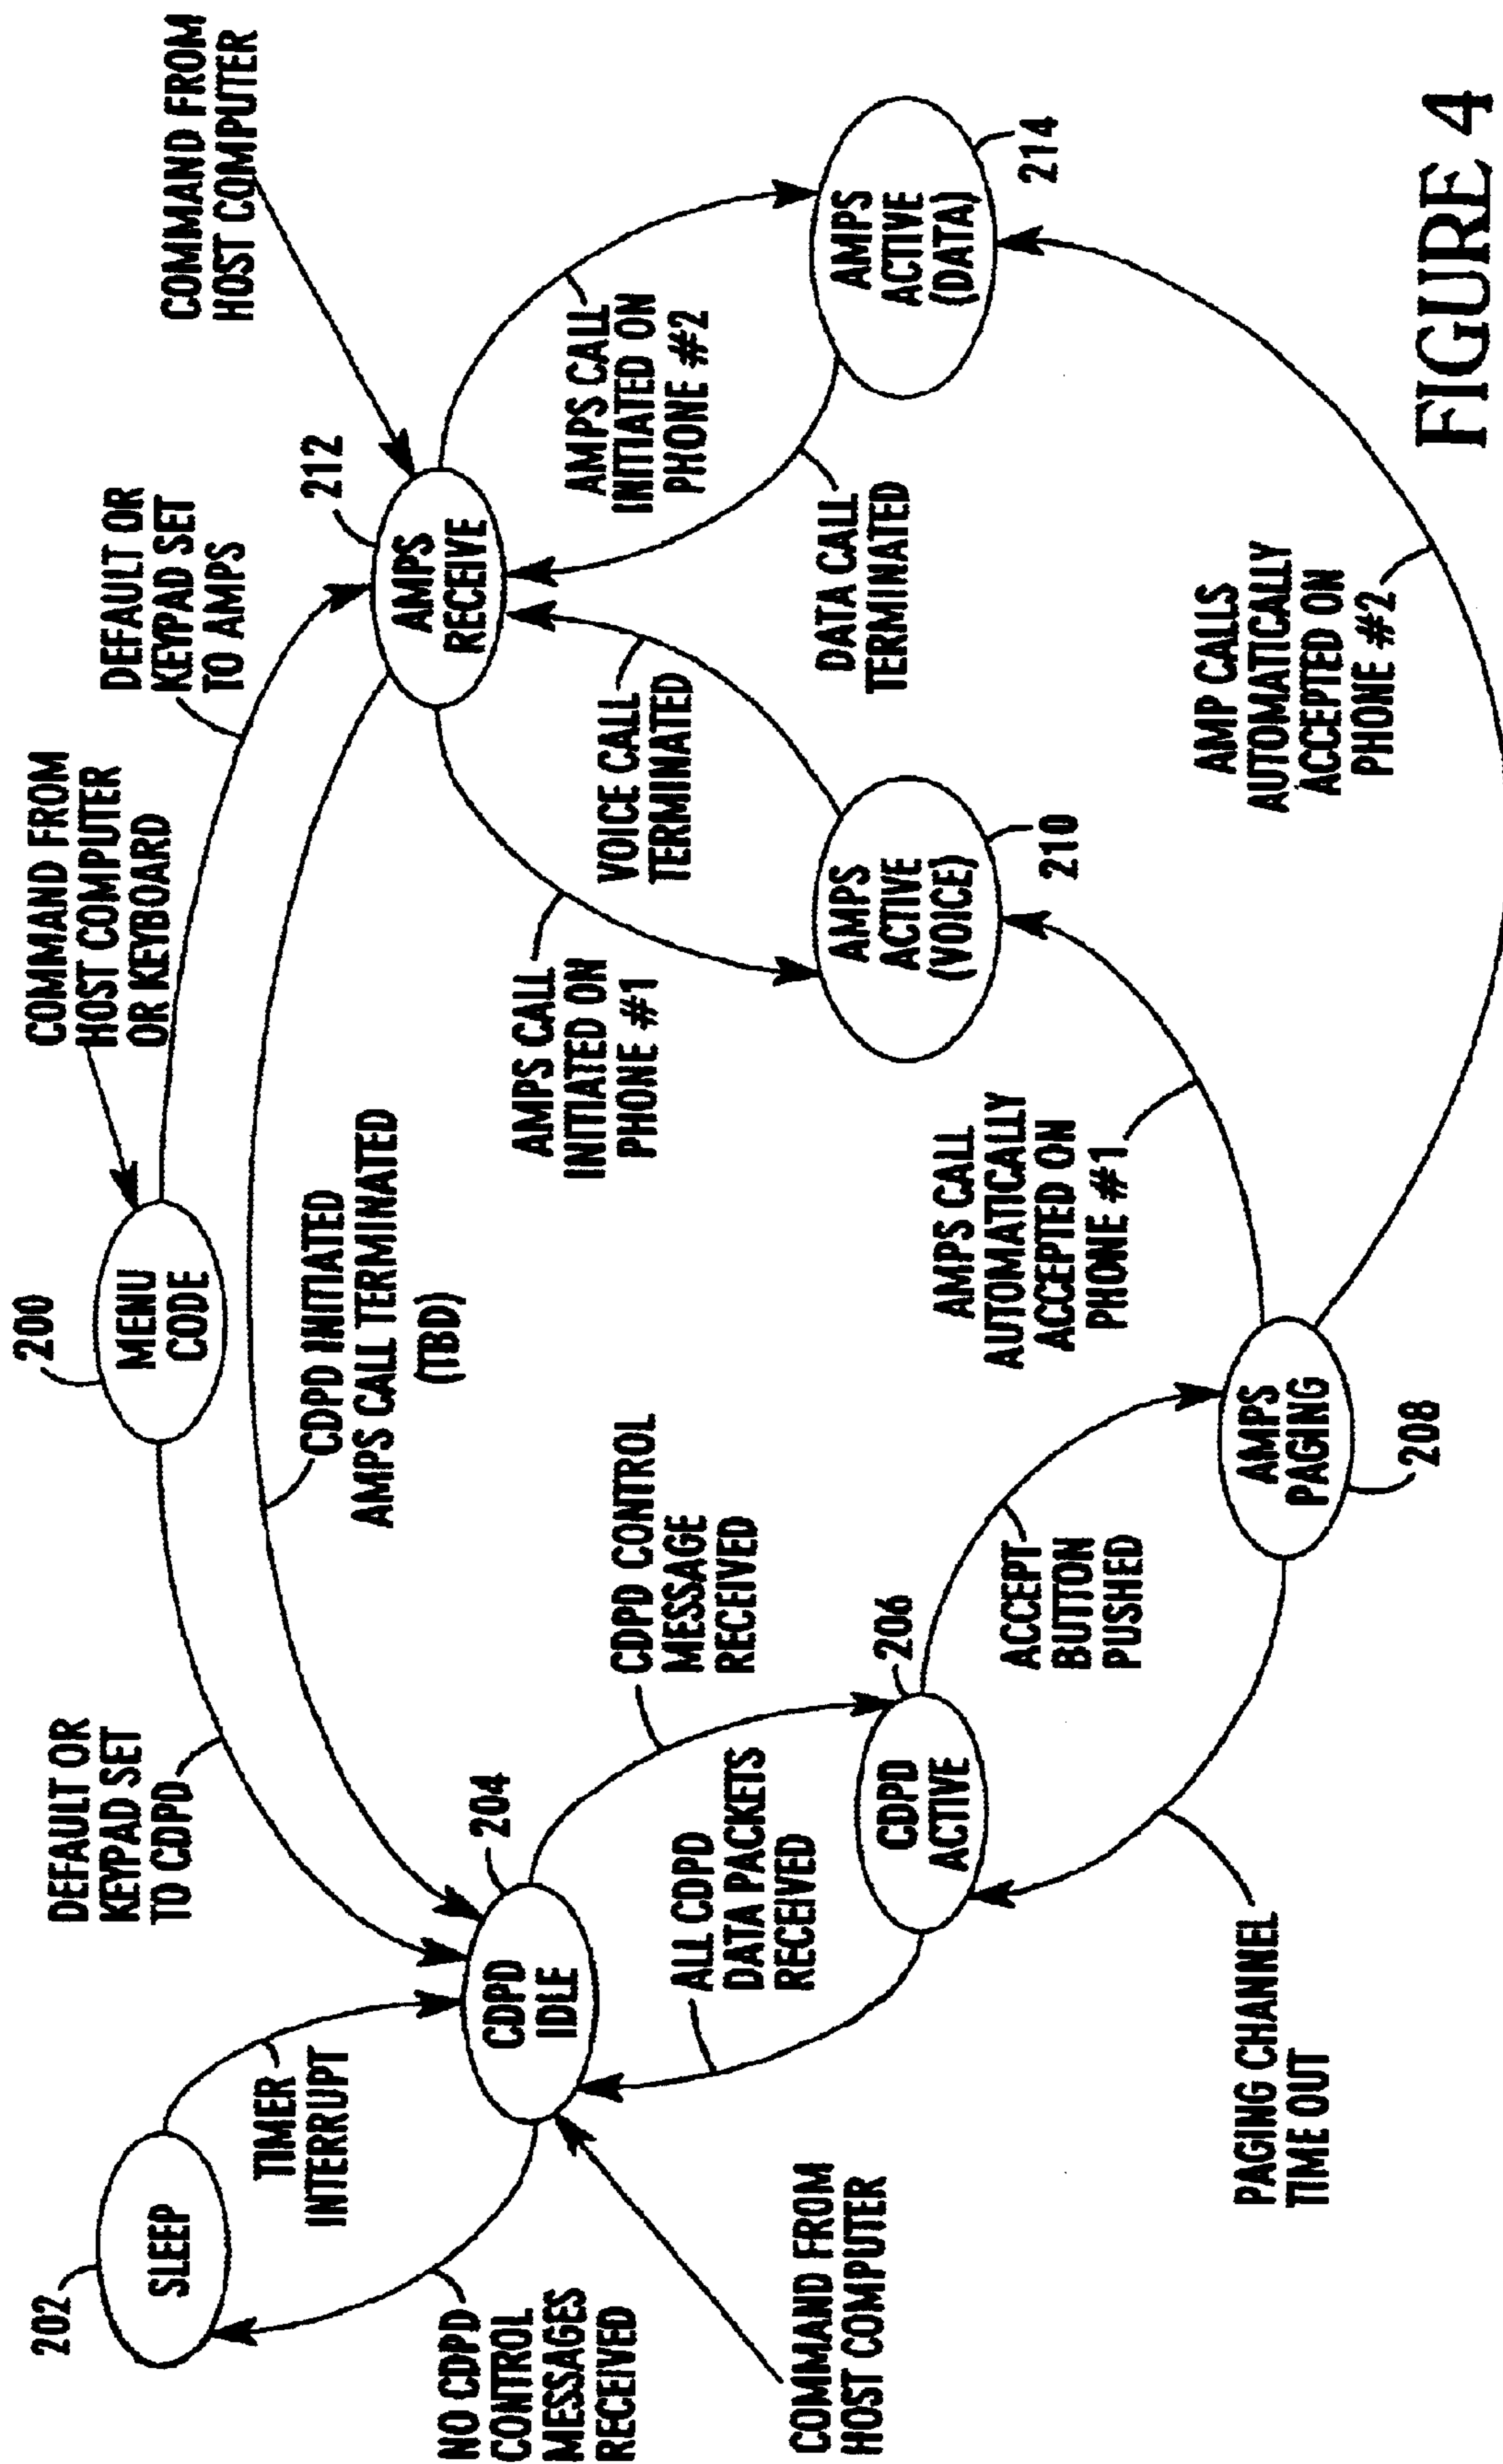 COMMAND FROM
HOST COMPUTER
OR KEYBOARD
200
MENU
CODE
DEFAULT OR
KEYPAD SET
TO CDPD
DEFAULT OR
KEYPAD SET
TO AMPS
COMMAND FROM
HOST COMPUTER
202
SLEEP
TIMER
INTERRUPT
CDPD INITIATED
AMPS CALL TERMINATED
(TBD)
212
AMPS
RECEIVE
NO CDPD
CONTROL
MESSAGES
RECEIVED
204
CDPD
IDLE
CDPD CONTROL
MESSAGE
RECEIVED
AMPS CALL
INITIATED ON
PHONE #1
VOICE CALL
TERMINATED
AMPS CALL
INITIATED ON
PHONE #2
ALL CDPD
DATA PACKETS
RECEIVED
DATA CALL
TERMINATED
COMMAND FROM
HOST COMPUTER
206
CDPD
ACTIVE
AMPS
ACTIVE
(VOICE)
210
AMPS
ACTIVE
(DATA)
214
ACCEPT
BUTTON
PUSHED
AMPS CALL
AUTOMATICALLY
ACCEPTED ON
PHONE #1
AMP CALLS
AUTOMATICALLY
ACCEPTED ON
PHONE #2
PAGING CHANNEL
TIME OUT
AMPS
PAGING
208
FIGURE 4